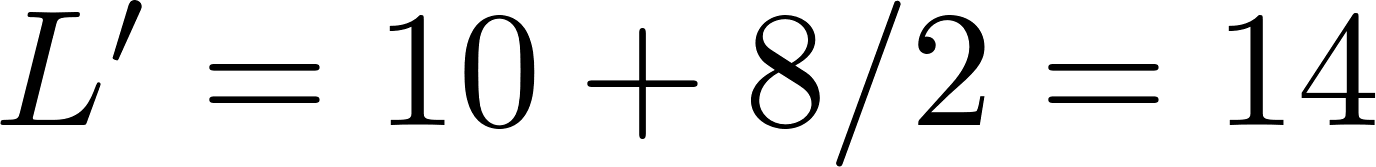 L′ = 10 + 8/2 = 14